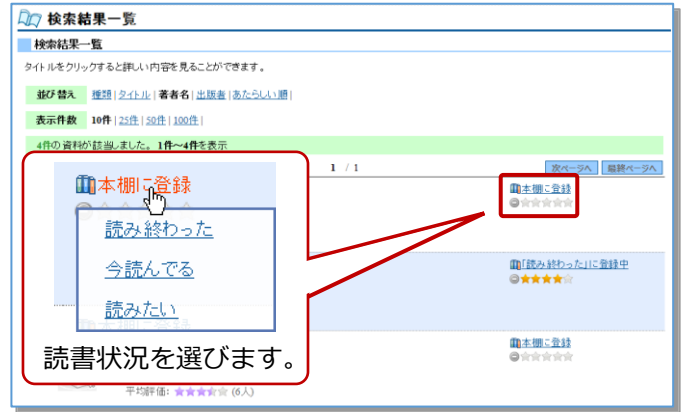 検索結果一覧
検索結果一覧
タイトルをクリックすると詳しい内容を見ることができます。
並び替え 種類 | タイトル | 著者名 | 出版者 | あたらしい順 |
表示件数 10件 | 25件 | 50件 | 100件 |
4件の資料が該当しました。 1件～4件を表示
1 / 1
次ページへ 最終ページへ
本棚に登録
読み終わった
今読んでる
読みたい
本棚に登録
読書状況を選びます。
本棚に登録
「読み終わった」に登録中
本棚に登録
平均評価: ★★★★☆ (6人)